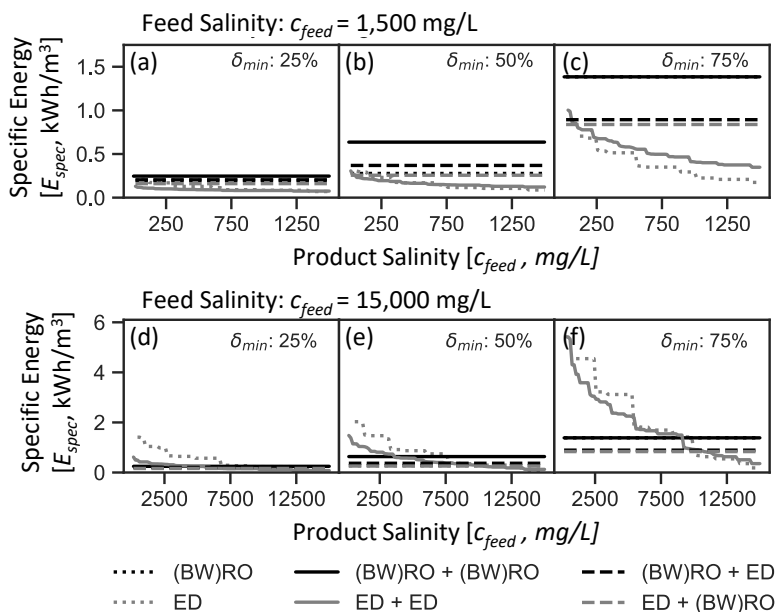 Feed Salinity: c_feed = 1,500 mg/L
Specific Energy
[E_spec, kWh/m³]
(a) δ_min: 25%
(b) δ_min: 50%
(c) δ_min: 75%
1.5
1.0
0.5
0.0
250 750 1250 250 750 1250 250 750 1250
Product Salinity [c_feed , mg/L]
Feed Salinity: c_feed = 15,000 mg/L
Specific Energy
[E_spec, kWh/m³]
(d) δ_min: 25%
(e) δ_min: 50%
(f) δ_min: 75%
6
4
2
0
2500 7500 12500 2500 7500 12500 2500 7500 12500
Product Salinity [c_feed , mg/L]
(BW)RO (BW)RO + (BW)RO (BW)RO + ED
ED ED + ED ED + (BW)RO